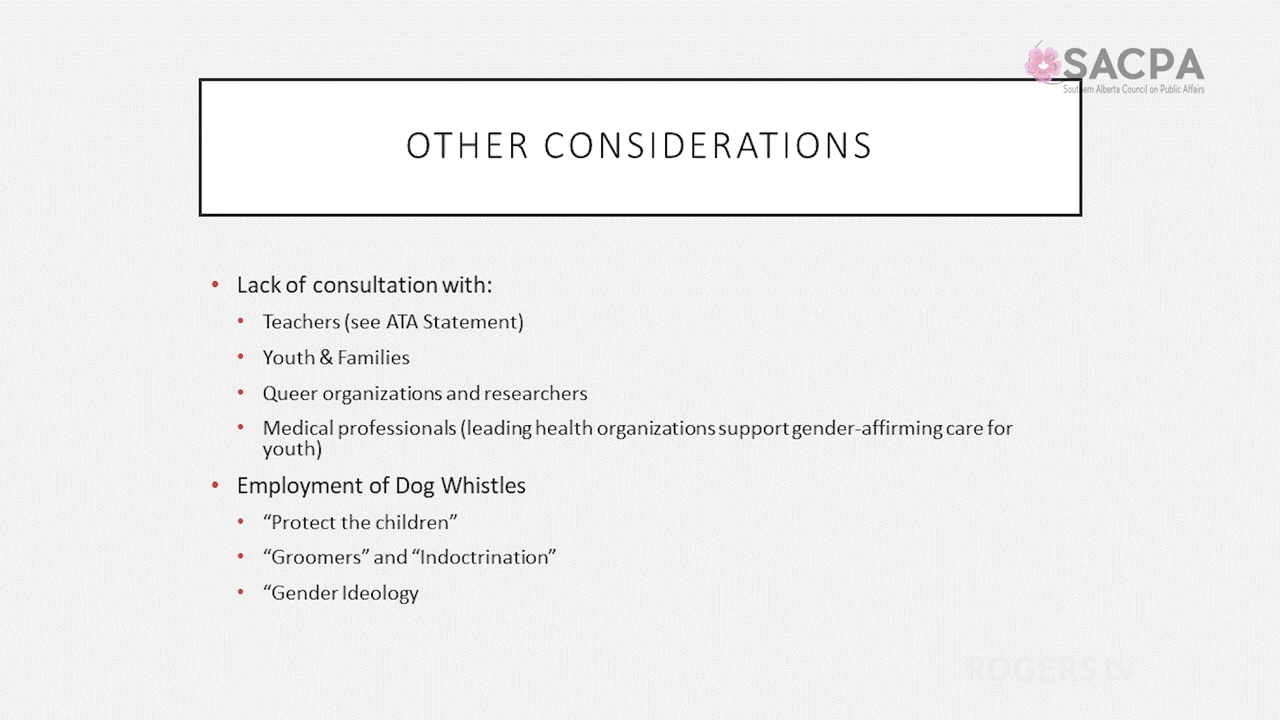 SACPA
Southern Alberta Council on Public Affairs
OTHER CONSIDERATIONS
• Lack of consultation with:
• Teachers (see ATA Statement)
• Youth & Families
• Queer organizations and researchers
• Medical professionals (leading health organizations support gender-affirming care for
youth)
• Employment of Dog Whistles
• “Protect the children”
• “Groomers” and “Indoctrination”
• “Gender Ideology
ROGERS tv